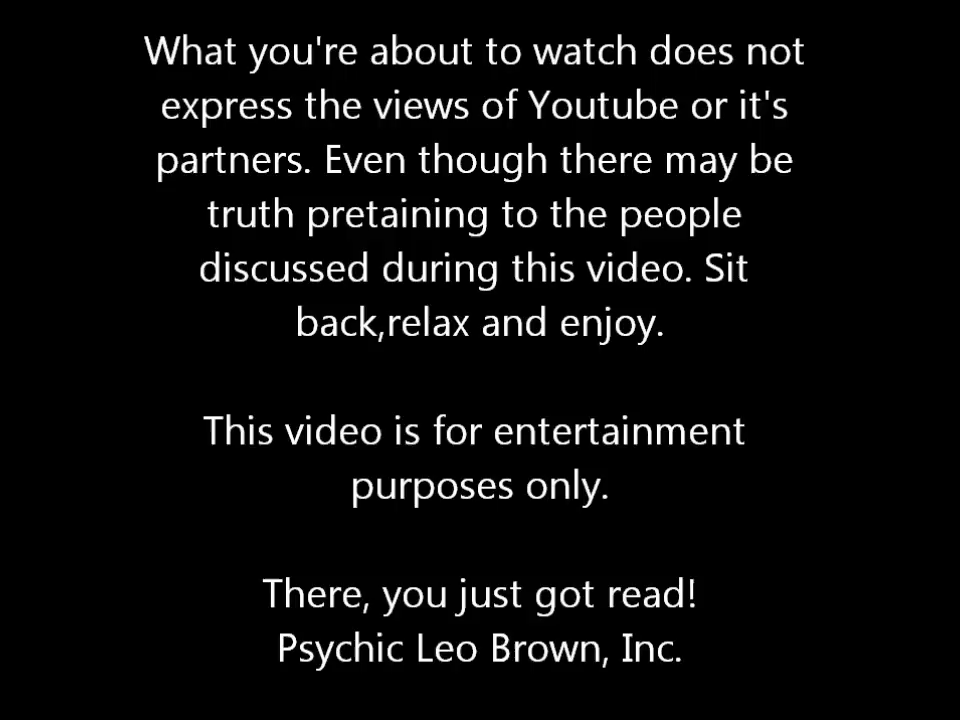 What you're about to watch does not
express the views of Youtube or it's
partners. Even though there may be
truth pretaining to the people
discussed during this video. Sit
back,relax and enjoy.
This video is for entertainment
purposes only.
There, you just got read!
Psychic Leo Brown, Inc.